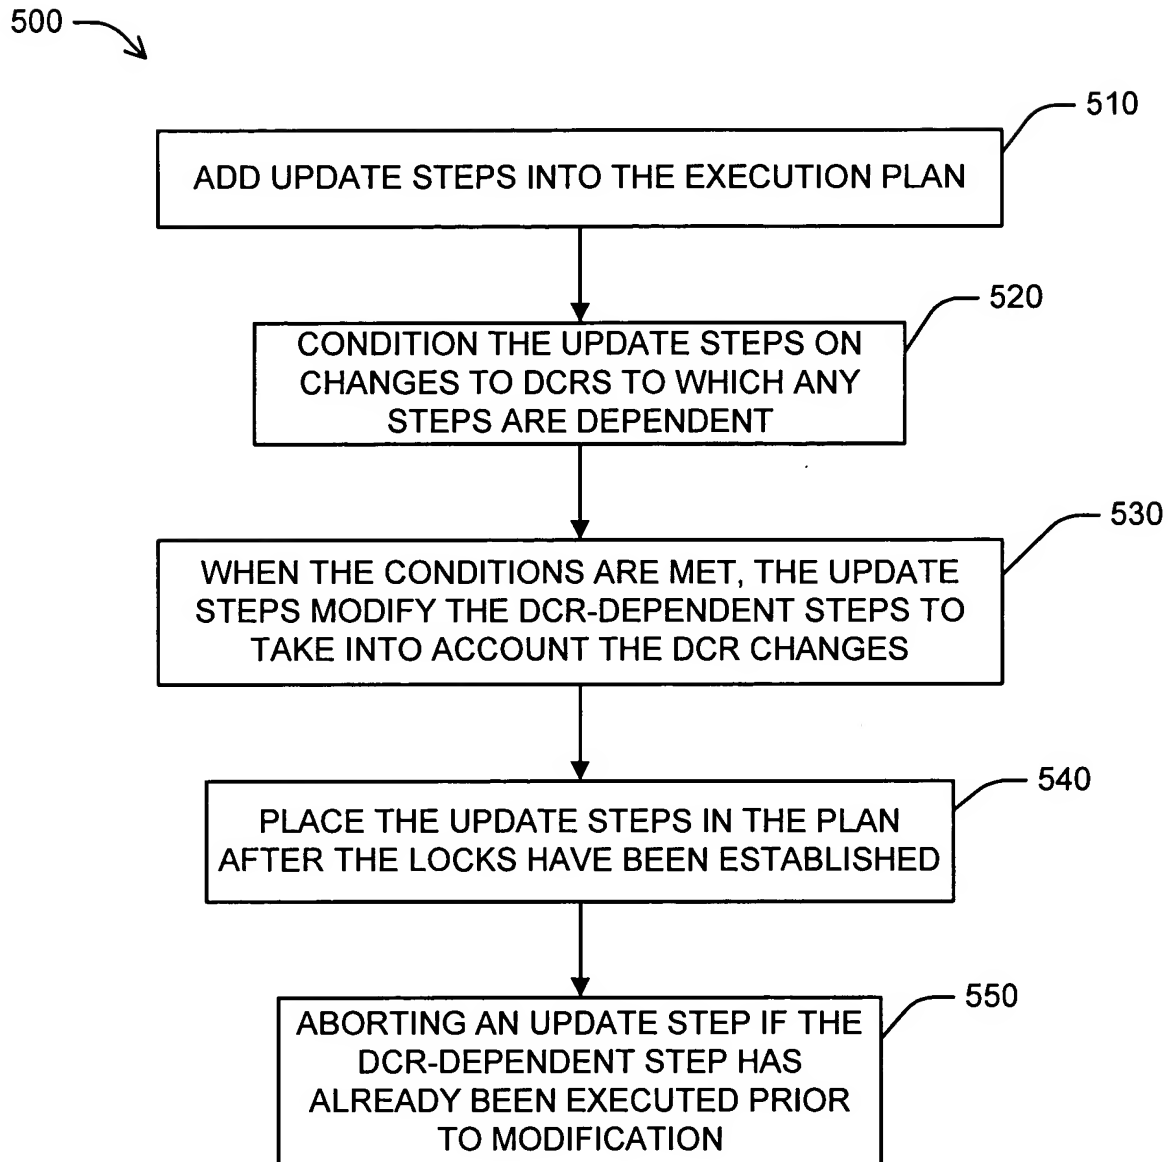 500
510
ADD UPDATE STEPS INTO THE EXECUTION PLAN
520
CONDITION THE UPDATE STEPS ON
CHANGES TO DCRS TO WHICH ANY
STEPS ARE DEPENDENT
530
WHEN THE CONDITIONS ARE MET, THE UPDATE
STEPS MODIFY THE DCR-DEPENDENT STEPS TO
TAKE INTO ACCOUNT THE DCR CHANGES
540
PLACE THE UPDATE STEPS IN THE PLAN
AFTER THE LOCKS HAVE BEEN ESTABLISHED
550
ABORTING AN UPDATE STEP IF THE
DCR-DEPENDENT STEP HAS
ALREADY BEEN EXECUTED PRIOR
TO MODIFICATION